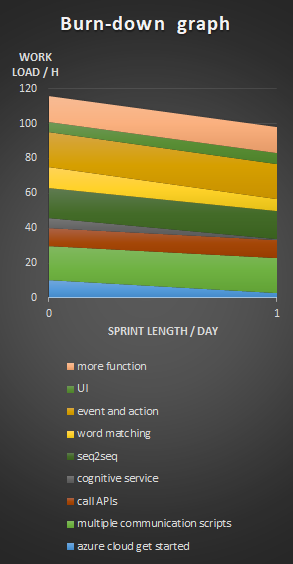 Burn-down graph
WORK
LOAD / H
120
100
80
60
40
20
0
0 1
SPRINT LENGTH / DAY
more function
UI
event and action
word matching
seq2seq
cognitive service
call APIs
multiple communication scripts
azure cloud get started